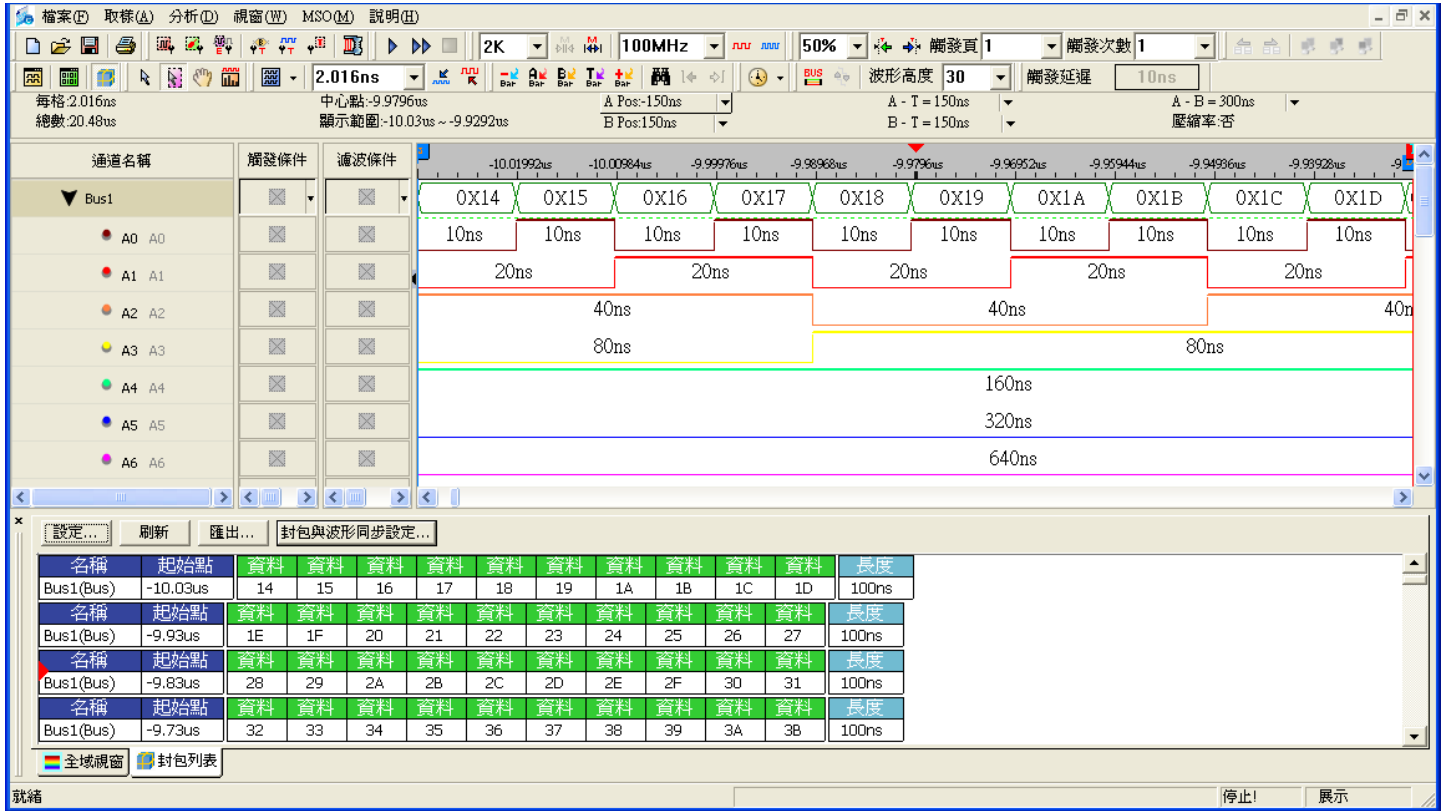 檔案(F) 取樣(A) 分析(D) 視窗(W) MSO(M) 說明(H)
2K 100MHz 50% 觸發頁 1 觸發次數 1
2.016ns Bar Bar Bar Bar Bar BUS 波形高度 30 觸發延遲 10ns
每格:2.016ns 中心點:-9.9796us A Pos:-150ns A - T = 150ns A - B = 300ns
總數:20.48us 顯示範圍:-10.03us ~ -9.9292us B Pos:150ns B - T = 150ns 壓縮率:否
通道名稱 觸發條件 濾波條件 -10.01992us -10.00984us -9.99976us -9.98968us -9.9796us -9.96952us -9.95944us -9.94936us -9.93928us -9
Bus1 0X14 0X15 0X16 0X17 0X18 0X19 0X1A 0X1B 0X1C 0X1D
A0 A0 10ns 10ns 10ns 10ns 10ns 10ns 10ns 10ns 10ns 10ns
A1 A1 20ns 20ns 20ns 20ns 20ns
A2 A2 40ns 40ns 40n
A3 A3 80ns 80ns
A4 A4 160ns
A5 A5 320ns
A6 A6 640ns
設定... 刷新 匯出... 封包與波形同步設定...
名稱 起始點 資料 資料 資料 資料 資料 資料 資料 資料 資料 資料 長度
Bus1(Bus) -10.03us 14 15 16 17 18 19 1A 1B 1C 1D 100ns
名稱 起始點 資料 資料 資料 資料 資料 資料 資料 資料 資料 資料 長度
Bus1(Bus) -9.93us 1E 1F 20 21 22 23 24 25 26 27 100ns
名稱 起始點 資料 資料 資料 資料 資料 資料 資料 資料 資料 資料 長度
Bus1(Bus) -9.83us 28 29 2A 2B 2C 2D 2E 2F 30 31 100ns
名稱 起始點 資料 資料 資料 資料 資料 資料 資料 資料 資料 資料 長度
Bus1(Bus) -9.73us 32 33 34 35 36 37 38 39 3A 3B 100ns
全域視窗 封包列表
就緒 停止! 展示